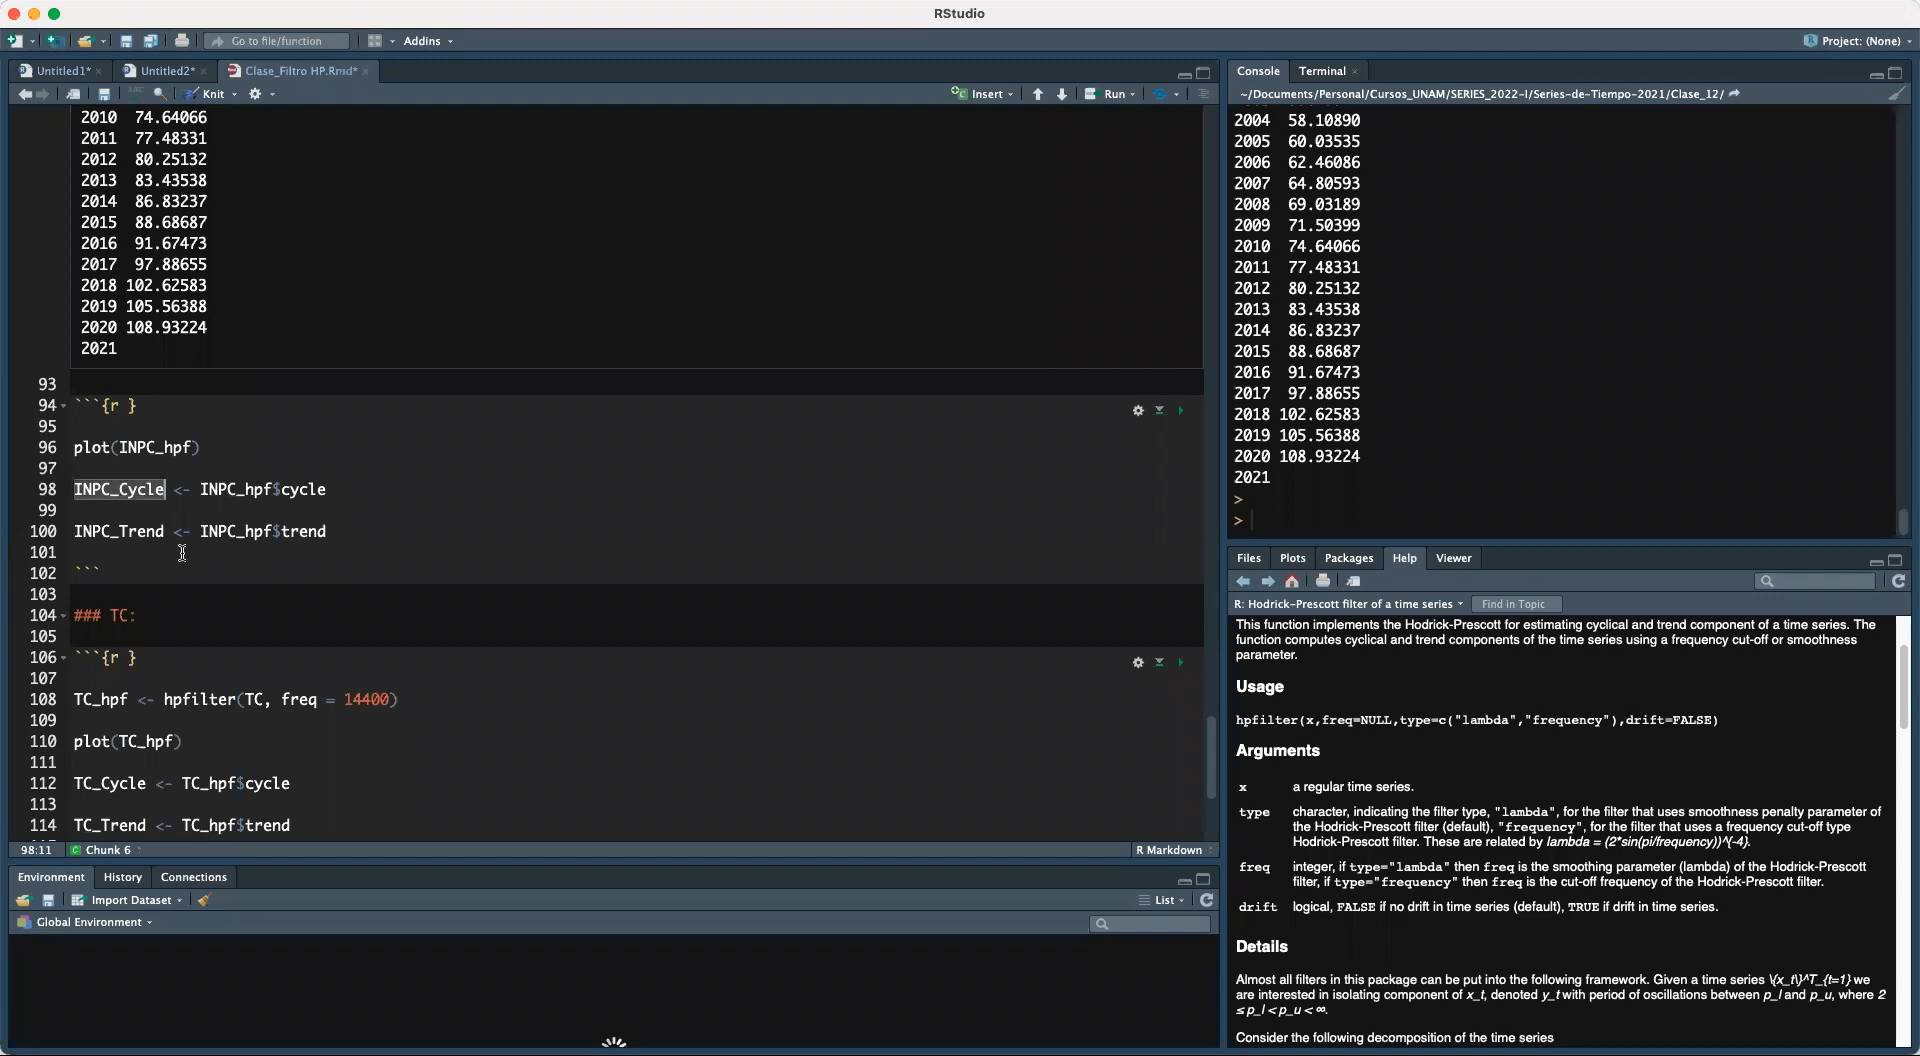 RStudio
Go to file/function
Addins
Project: (None)
Untitled1*
Untitled2*
Clase_Filtro HP.Rmd*
Knit
Insert
Run
2010 74.64066
2011 77.48331
2012 80.25132
2013 83.43538
2014 86.83237
2015 88.68687
2016 91.67473
2017 97.88655
2018 102.62583
2019 105.56388
2020 108.93224
2021
93
94 ```{r }
95
96 plot(INPC_hpf)
97
98 INPC_Cycle <- INPC_hpf$cycle
99
100 INPC_Trend <- INPC_hpf$trend
101
102 ```
103
104 ### TC:
105
106 ```{r }
107
108 TC_hpf <- hpfilter(TC, freq = 14400)
109
110 plot(TC_hpf)
111
112 TC_Cycle <- TC_hpf$cycle
113
114 TC_Trend <- TC_hpf$trend
98:11 Chunk 6
R Markdown
Environment
History
Connections
Import Dataset
List
Global Environment
Console
Terminal
~/Documents/Personal/Cursos_UNAM/SERIES_2022-I/Series-de-Tiempo-2021/Clase_12/
2004 58.10890
2005 60.03535
2006 62.46086
2007 64.80593
2008 69.03189
2009 71.50399
2010 74.64066
2011 77.48331
2012 80.25132
2013 83.43538
2014 86.83237
2015 88.68687
2016 91.67473
2017 97.88655
2018 102.62583
2019 105.56388
2020 108.93224
2021
>
>
Files
Plots
Packages
Help
Viewer
R: Hodrick-Prescott filter of a time series
Find in Topic
This function implements the Hodrick-Prescott for estimating cyclical and trend component of a time series. The
function computes cyclical and trend components of the time series using a frequency cut-off or smoothness
parameter.
Usage
hpfilter(x,freq=NULL,type=c("lambda","frequency"),drift=FALSE)
Arguments
x a regular time series.
type character, indicating the filter type, "lambda", for the filter that uses smoothness penalty parameter of
the Hodrick-Prescott filter (default), "frequency", for the filter that uses a frequency cut-off type
Hodrick-Prescott filter. These are related by lambda = (2*sin(pi/frequency))^{-4}.
freq integer, if type="lambda" then freq is the smoothing parameter (lambda) of the Hodrick-Prescott
filter, if type="frequency" then freq is the cut-off frequency of the Hodrick-Prescott filter.
drift logical, FALSE if no drift in time series (default), TRUE if drift in time series.
Details
Almost all filters in this package can be put into the following framework. Given a time series \{x_t\}^T_{t=1} we
are interested in isolating component of x_t, denoted y_t with period of oscillations between p_l and p_u, where 2
≤ p_l < p_u < ∞.
Consider the following decomposition of the time series